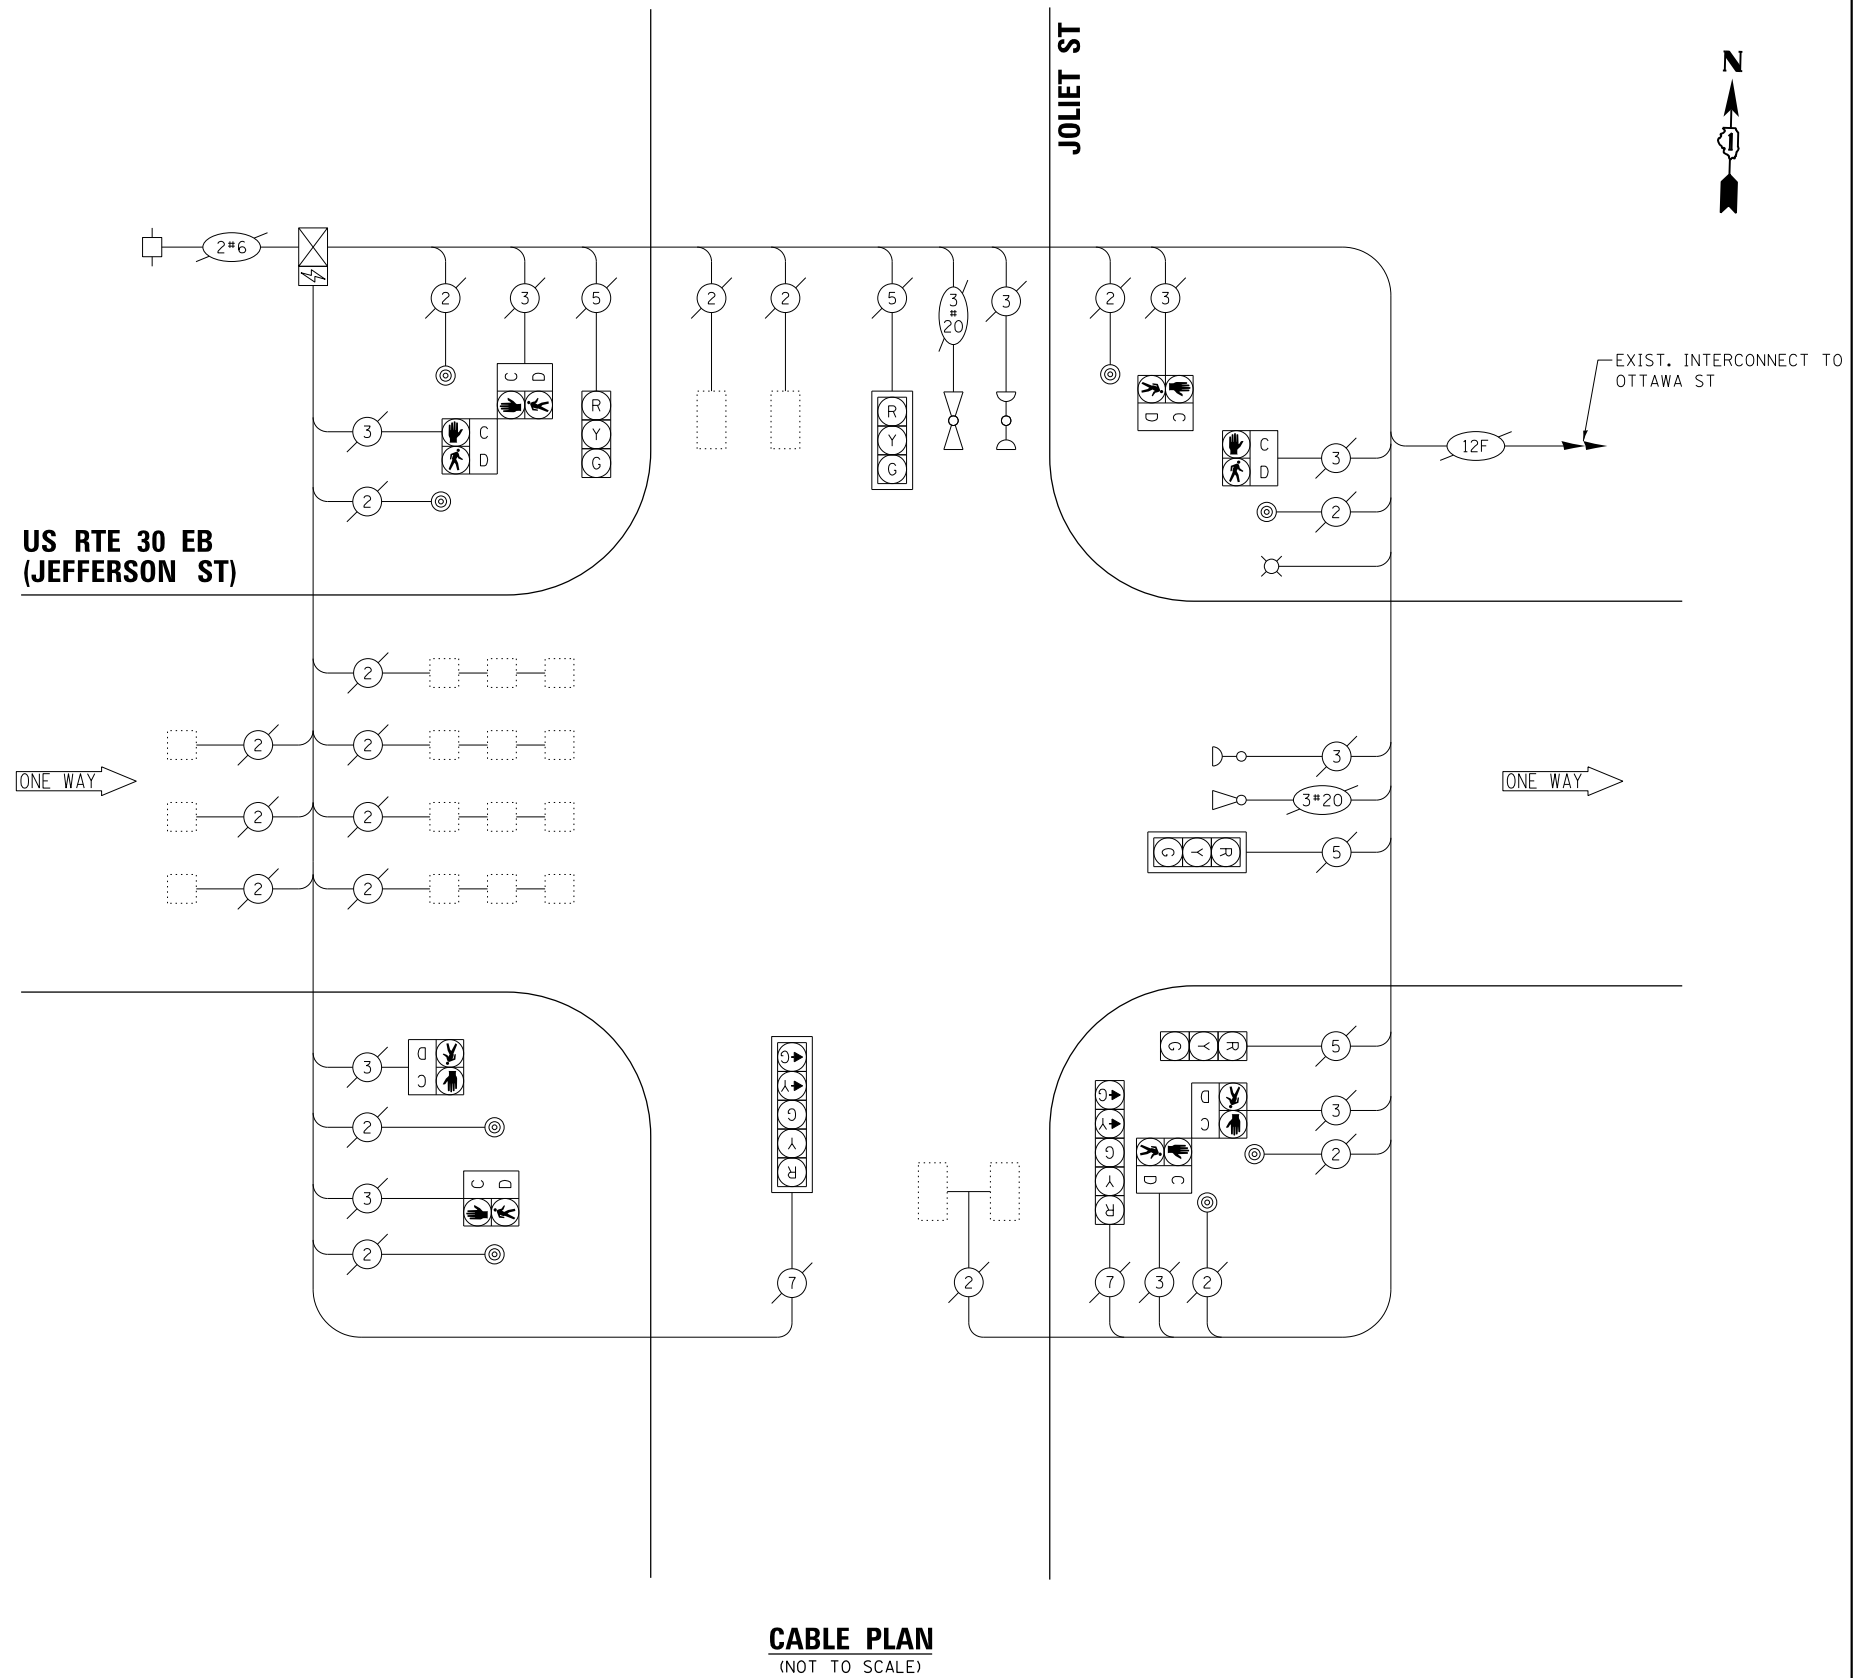 JOLIET ST
N
1
2#6
2
3
5
2
2
5
3
#
20
3
2
3
C D
R
Y
G
R
Y
G
D C
EXIST. INTERCONNECT TO
OTTAWA ST
3
C
D
C
D
3
12F
2
2
US RTE 30 EB
(JEFFERSON ST)
2
2
2
3
ONE WAY
ONE WAY
3#20
2
2
G Y R
5
2
2
3
D
C
G
Y
G
Y
R
G Y R
5
2
G
Y
G
Y
R
D
C
3
D C
2
3
C D
2
7
2
7
3
2
CABLE PLAN
(NOT TO SCALE)